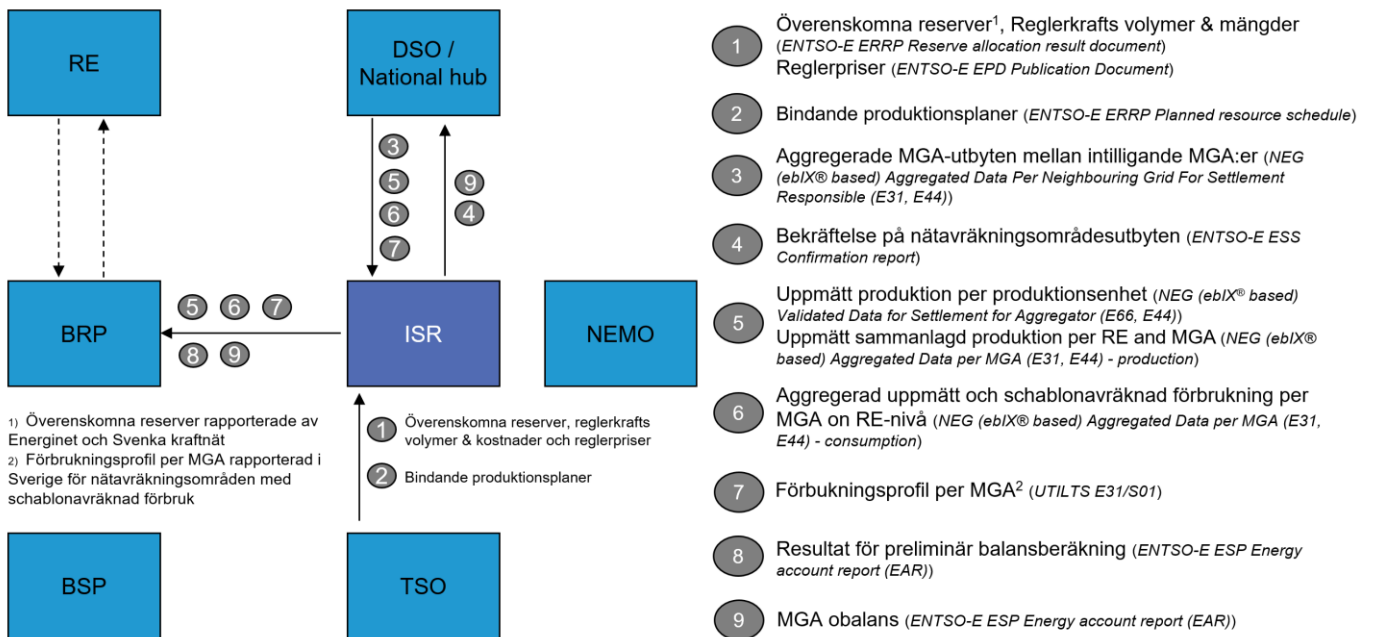 RE
DSO /
National hub
3
5
6
7
9
4
BRP
5 6 7
8 9
ISR
NEMO
1) Överenskomna reserver rapporterade av
Energinet och Svenka kraftnät
2) Förbrukningsprofil per MGA rapporterad i
Sverige för nätavräkningsområden med
schablonavräknad förbruk
1 Överenskomna reserver, reglerkrafts
volymer & kostnader och reglerpriser
2 Bindande produktionsplaner
BSP
TSO
1 Överenskomna reserver¹, Reglerkrafts volymer & mängder
(ENTSO-E ERRP Reserve allocation result document)
Reglerpriser (ENTSO-E EPD Publication Document)
2 Bindande produktionsplaner (ENTSO-E ERRP Planned resource schedule)
3 Aggregerade MGA-utbyten mellan intilligande MGA:er (NEG
(ebIX® based) Aggregated Data Per Neighbouring Grid For Settlement
Responsible (E31, E44))
4 Bekräftelse på nätavräkningsområdesutbyten (ENTSO-E ESS
Confirmation report)
5 Uppmätt produktion per produktionsenhet (NEG (ebIX® based)
Validated Data for Settlement for Aggregator (E66, E44))
Uppmätt sammanlagd produktion per RE and MGA (NEG (ebIX®
based) Aggregated Data per MGA (E31, E44) - production)
6 Aggregerad uppmätt och schablonavräknad förbrukning per
MGA on RE-nivå (NEG (ebIX® based) Aggregated Data per MGA (E31,
E44) - consumption)
7 Förbukningsprofil per MGA² (UTILTS E31/S01)
8 Resultat för preliminär balansberäkning (ENTSO-E ESP Energy
account report (EAR))
9 MGA obalans (ENTSO-E ESP Energy account report (EAR))